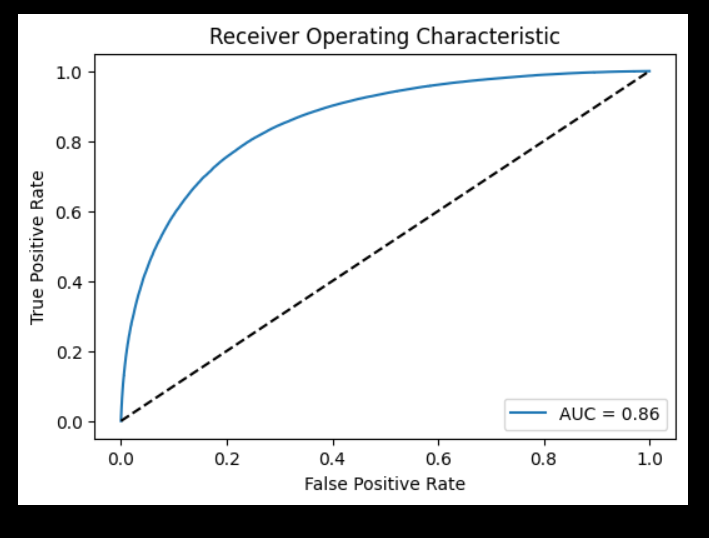 Receiver Operating Characteristic
1.0
0.8
0.6
0.4
0.2
0.0
True Positive Rate
AUC = 0.86
0.0 0.2 0.4 0.6 0.8 1.0
False Positive Rate